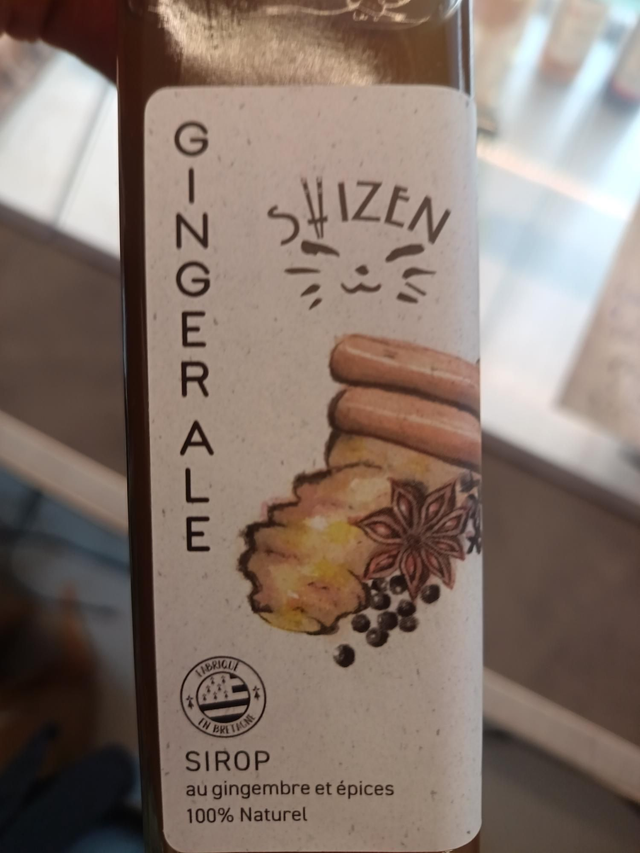 GINGER ALE
SHIZEN
FABRIQUÉ
EN BRETAGNE
SIROP
au gingembre et épices
100% Naturel